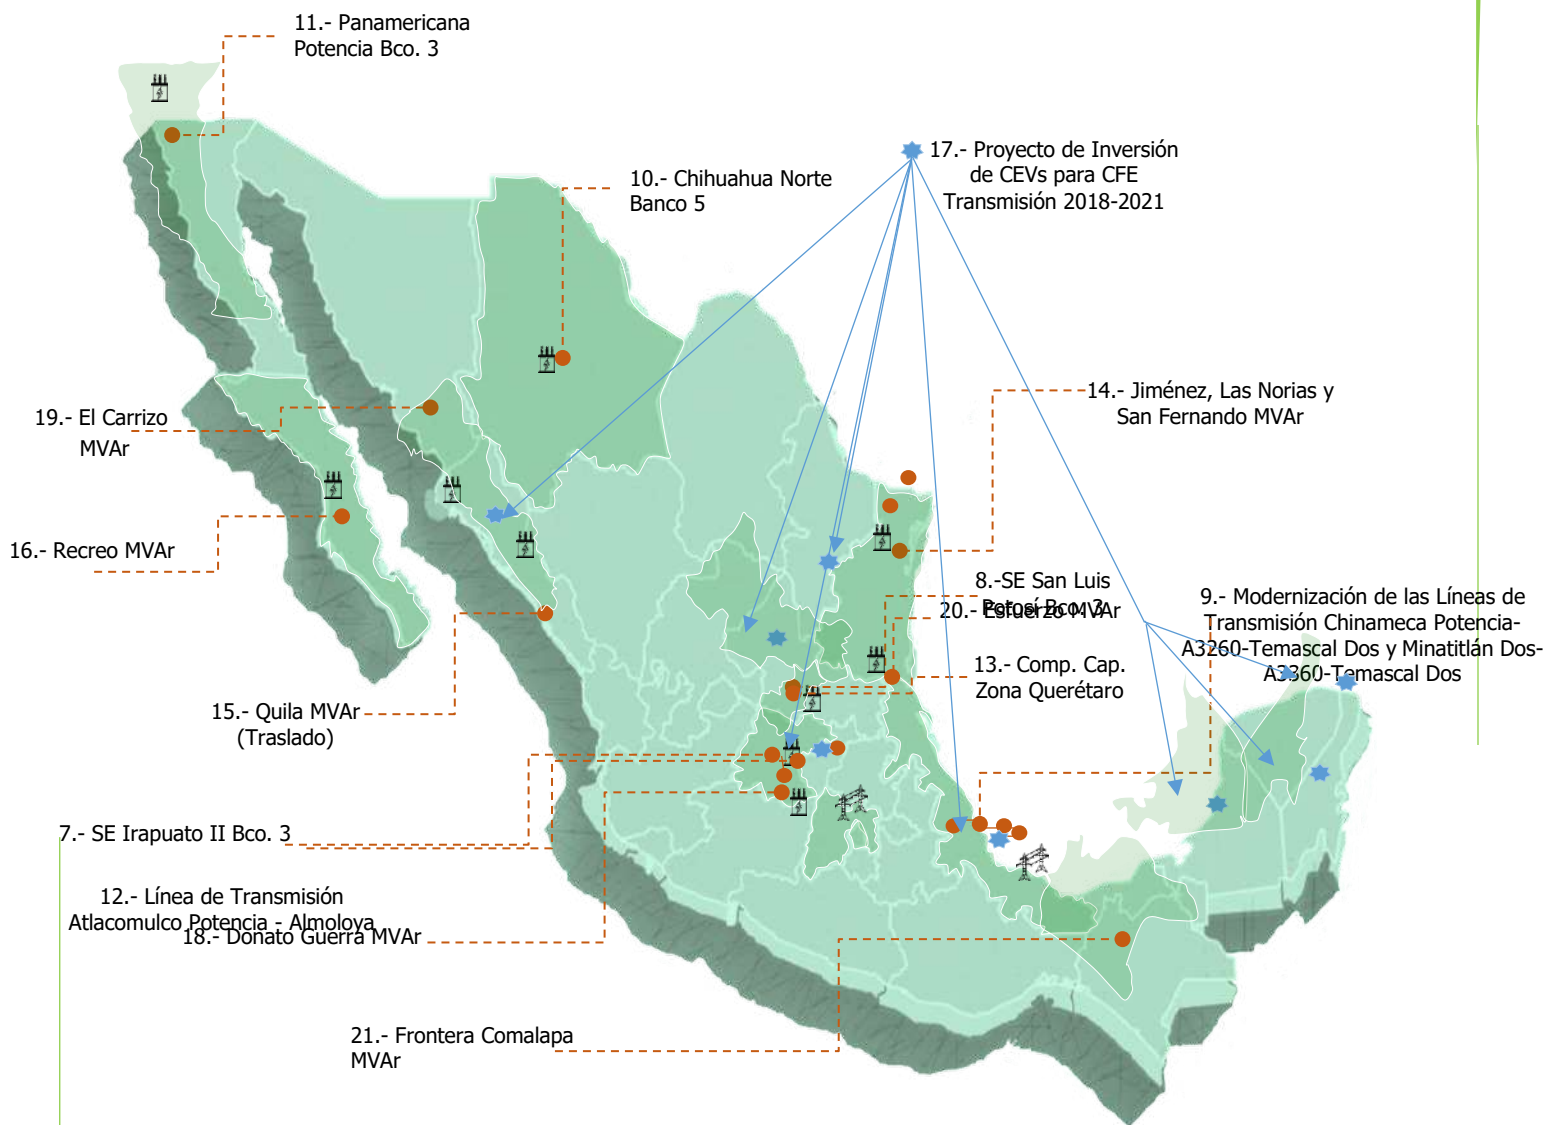 11.- Panamericana
Potencia Bco. 3
17.- Proyecto de Inversión
de CEVs para CFE
Transmisión 2018-2021
10.- Chihuahua Norte
Banco 5
14.- Jiménez, Las Norias y
San Fernando MVAr
19.- El Carrizo
MVAr
16.- Recreo MVAr
8.-SE San Luis
Potosí Bco. 3
20.- Esfuerzo MVAr
9.- Modernización de las Líneas de
Transmisión Chinameca Potencia-
A3260-Temascal Dos y Minatitlán Dos-
A3360-Temascal Dos
13.- Comp. Cap.
Zona Querétaro
15.- Quila MVAr
(Traslado)
7.- SE Irapuato II Bco. 3
12.- Línea de Transmisión
Atlacomulco Potencia - Almoloya
18.- Donato Guerra MVAr
21.- Frontera Comalapa
MVAr